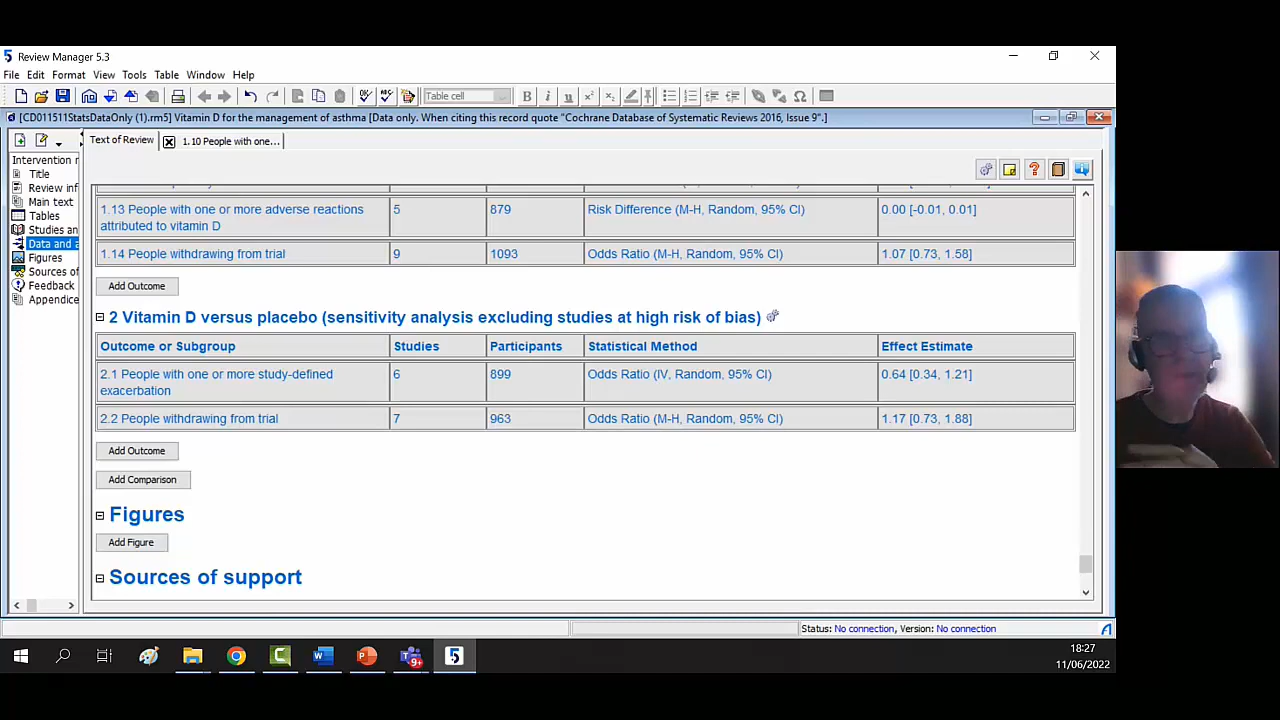 5 Review Manager 5.3
File Edit Format View Tools Table Window Help
Table cell B i u x² x₂ Ω
[CD011511StatsDataOnly (1).rm5] Vitamin D for the management of asthma [Data only. When citing this record quote "Cochrane Database of Systematic Reviews 2016, Issue 9".]
Text of Review 1.10 People with one...
Intervention r
Title
Review inf
Main text
Tables
Studies an
Data and a
Figures
Sources of
Feedback
Appendice
1.13 People with one or more adverse reactions attributed to vitamin D 5 879 Risk Difference (M-H, Random, 95% CI) 0.00 [-0.01, 0.01]
1.14 People withdrawing from trial 9 1093 Odds Ratio (M-H, Random, 95% CI) 1.07 [0.73, 1.58]
Add Outcome
2 Vitamin D versus placebo (sensitivity analysis excluding studies at high risk of bias)
Outcome or Subgroup Studies Participants Statistical Method Effect Estimate
2.1 People with one or more study-defined exacerbation 6 899 Odds Ratio (IV, Random, 95% CI) 0.64 [0.34, 1.21]
2.2 People withdrawing from trial 7 963 Odds Ratio (M-H, Random, 95% CI) 1.17 [0.73, 1.88]
Add Outcome
Add Comparison
Figures
Add Figure
Sources of support
Status: No connection, Version: No connection
9+
5
18:27
11/06/2022